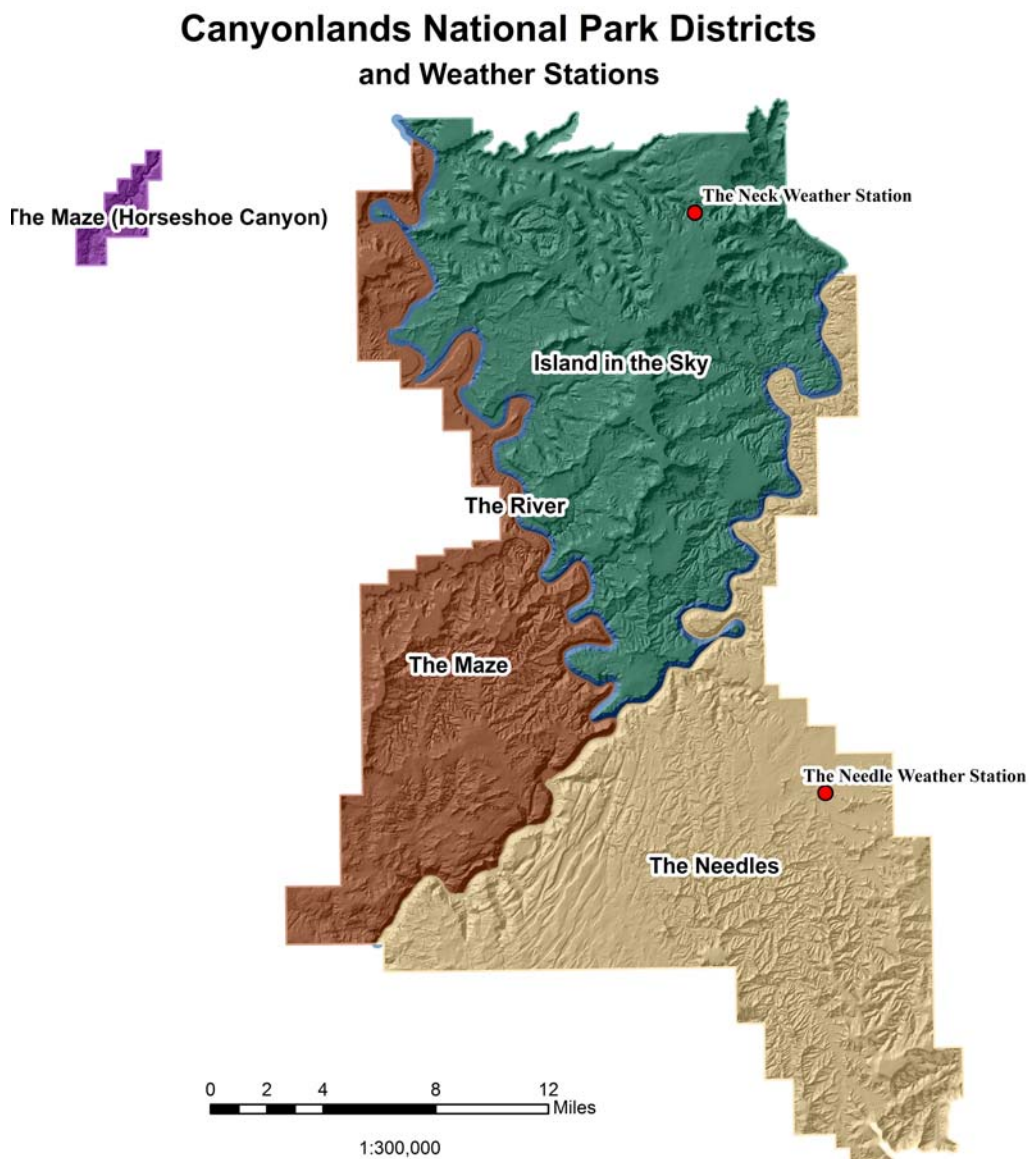 Canyonlands National Park Districts
and Weather Stations
The Neck Weather Station
The Maze (Horseshoe Canyon)
Island in the Sky
The River
The Maze
The Needle Weather Station
The Needles
0 2 4 8 12
Miles
1:300,000